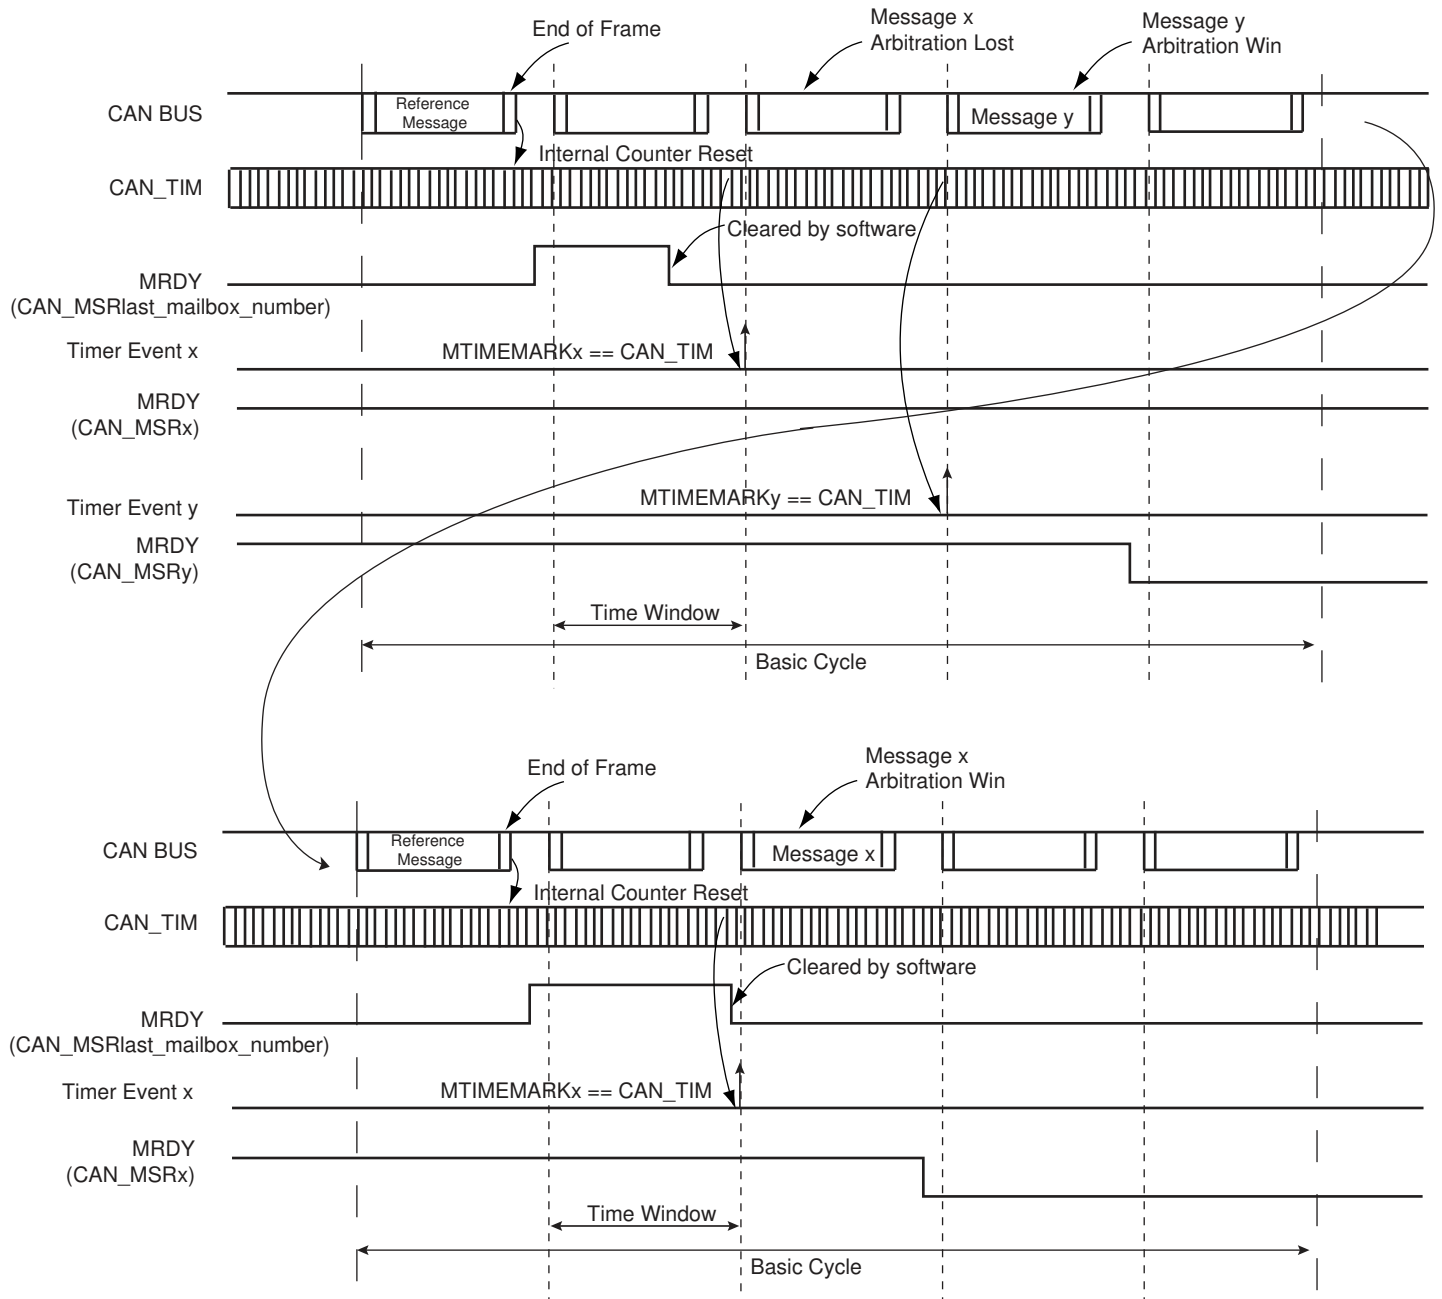 End of Frame
Message x
Arbitration Lost
Message y
Arbitration Win
CAN BUS
Reference
Message
Message y
Internal Counter Reset
CAN_TIM
Cleared by software
MRDY
(CAN_MSRlast_mailbox_number)
Timer Event x
MTIMEMARKx == CAN_TIM
MRDY
(CAN_MSRx)
Timer Event y
MTIMEMARKy == CAN_TIM
MRDY
(CAN_MSRy)
Time Window
Basic Cycle
End of Frame
Message x
Arbitration Win
CAN BUS
Reference
Message
Message x
Internal Counter Reset
CAN_TIM
Cleared by software
MRDY
(CAN_MSRlast_mailbox_number)
Timer Event x
MTIMEMARKx == CAN_TIM
MRDY
(CAN_MSRx)
Time Window
Basic Cycle